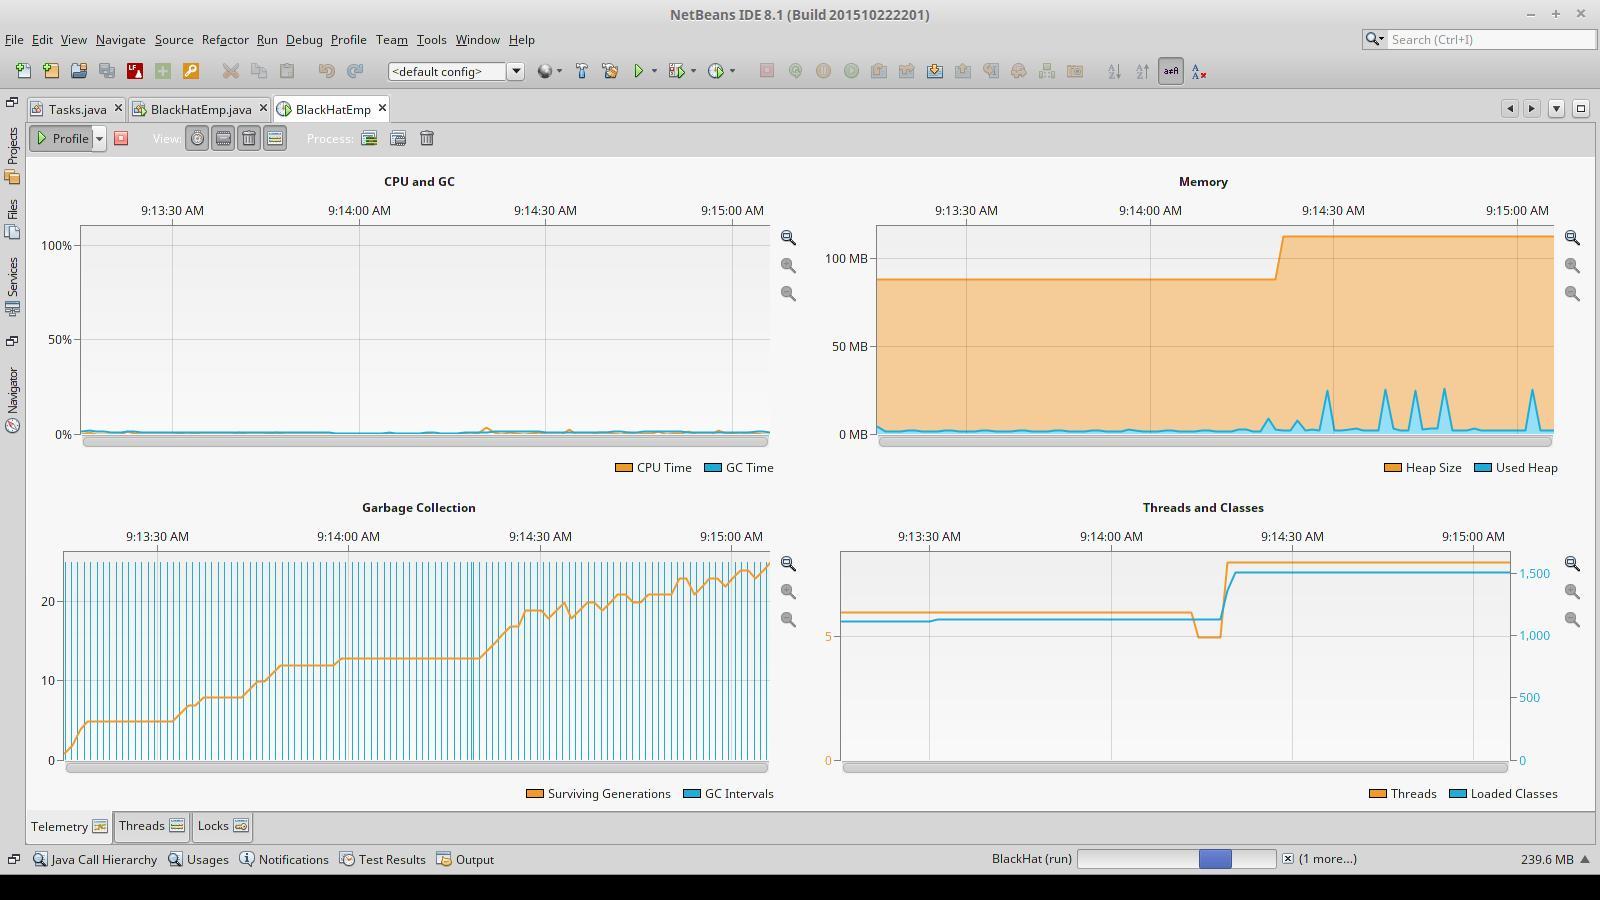 NetBeans IDE 8.1 (Build 201510222201)
File Edit View Navigate Source Refactor Run Debug Profile Team Tools Window Help
Search (Ctrl+I)
<default config>
Tasks.java BlackHatEmp.java BlackHatEmp
Profile View: Process:
Projects
Files
Services
Navigator
CPU and GC
9:13:30 AM 9:14:00 AM 9:14:30 AM 9:15:00 AM
100%
50%
0%
CPU Time GC Time
Memory
9:13:30 AM 9:14:00 AM 9:14:30 AM 9:15:00 AM
100 MB
50 MB
0 MB
Heap Size Used Heap
Garbage Collection
9:13:30 AM 9:14:00 AM 9:14:30 AM 9:15:00 AM
20
10
0
Surviving Generations GC Intervals
Threads and Classes
9:13:30 AM 9:14:00 AM 9:14:30 AM 9:15:00 AM
1,500
5 1,000
500
0 0
Threads Loaded Classes
Telemetry Threads Locks
Java Call Hierarchy Usages Notifications Test Results Output BlackHat (run) (1 more...) 239.6 MB